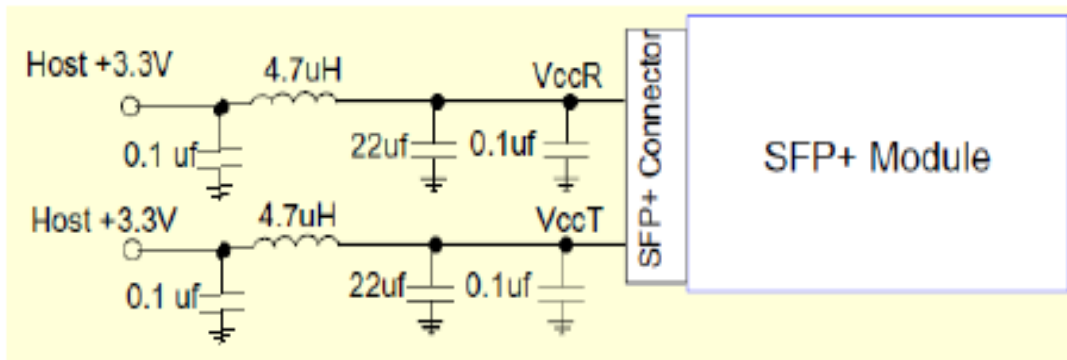 Host +3.3V
4.7uH
VccR
0.1 uf
22uf
0.1uf
Host +3.3V
4.7uH
VccT
0.1 uf
22uf
0.1uf
SFP+ Connector
SFP+ Module